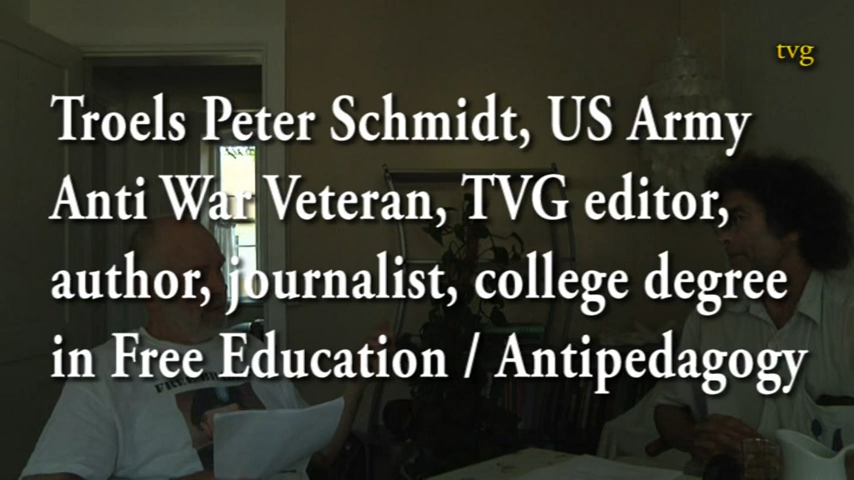 tvg
Troels Peter Schmidt, US Army
Anti War Veteran, TVG editor,
author, journalist, college degree
in Free Education / Antipedagogy